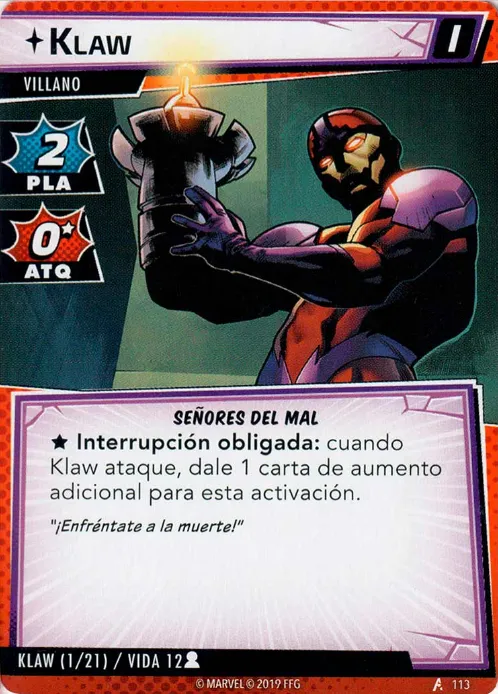 KLAW
I
VILLANO
2
PLA
0*
ATQ
SEÑORES DEL MAL
★ Interrupción obligada: cuando
Klaw ataque, dale 1 carta de aumento
adicional para esta activación.
"¡Enfréntate a la muerte!"
KLAW (1/21) / VIDA 12
© MARVEL © 2019 FFG
113